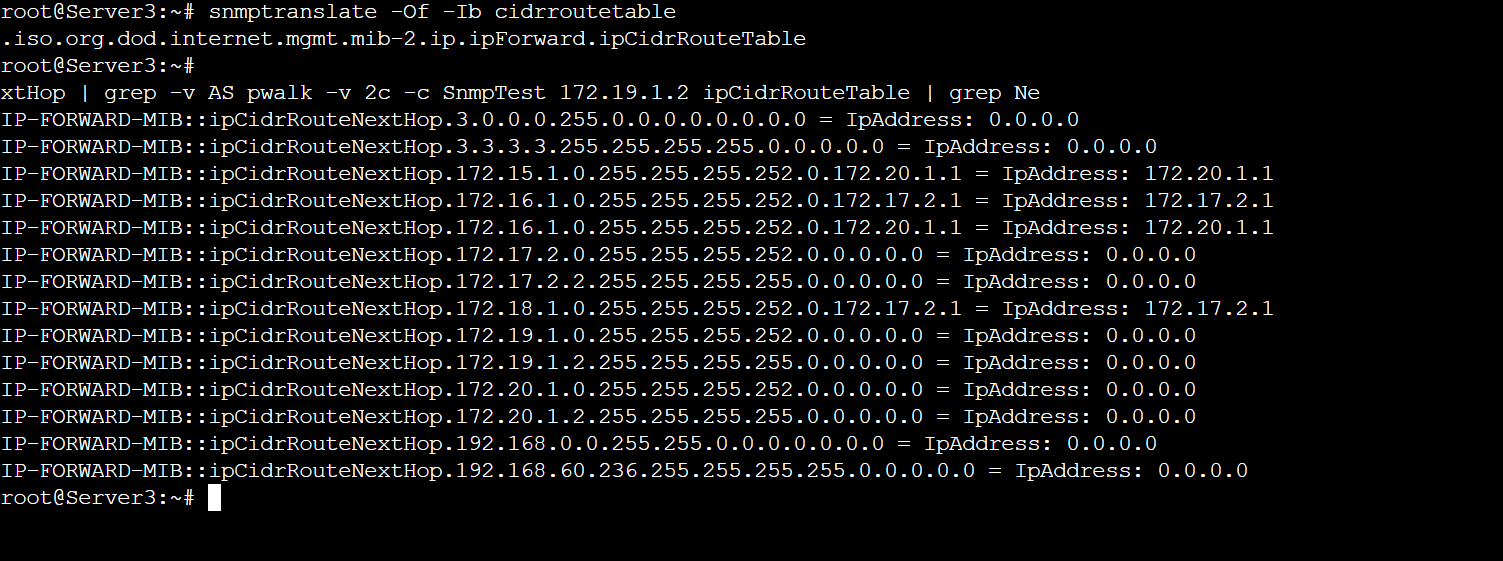 root@Server3:~# snmptranslate -Of -Ib cidrroutetable
.iso.org.dod.internet.mgmt.mib-2.ip.ipForward.ipCidrRouteTable
root@Server3:~#
xtHop | grep -v AS pwalk -v 2c -c SnmpTest 172.19.1.2 ipCidrRouteTable | grep Ne
IP-FORWARD-MIB::ipCidrRouteNextHop.3.0.0.0.255.0.0.0.0.0.0.0.0 = IpAddress: 0.0.0.0
IP-FORWARD-MIB::ipCidrRouteNextHop.3.3.3.3.255.255.255.255.0.0.0.0.0 = IpAddress: 0.0.0.0
IP-FORWARD-MIB::ipCidrRouteNextHop.172.15.1.0.255.255.255.252.0.172.20.1.1 = IpAddress: 172.20.1.1
IP-FORWARD-MIB::ipCidrRouteNextHop.172.16.1.0.255.255.255.252.0.172.17.2.1 = IpAddress: 172.17.2.1
IP-FORWARD-MIB::ipCidrRouteNextHop.172.16.1.0.255.255.255.252.0.172.20.1.1 = IpAddress: 172.20.1.1
IP-FORWARD-MIB::ipCidrRouteNextHop.172.17.2.0.255.255.255.252.0.0.0.0.0 = IpAddress: 0.0.0.0
IP-FORWARD-MIB::ipCidrRouteNextHop.172.17.2.2.255.255.255.255.0.0.0.0.0 = IpAddress: 0.0.0.0
IP-FORWARD-MIB::ipCidrRouteNextHop.172.18.1.0.255.255.255.252.0.172.17.2.1 = IpAddress: 172.17.2.1
IP-FORWARD-MIB::ipCidrRouteNextHop.172.19.1.0.255.255.255.252.0.0.0.0.0 = IpAddress: 0.0.0.0
IP-FORWARD-MIB::ipCidrRouteNextHop.172.19.1.2.255.255.255.255.0.0.0.0.0 = IpAddress: 0.0.0.0
IP-FORWARD-MIB::ipCidrRouteNextHop.172.20.1.0.255.255.255.252.0.0.0.0.0 = IpAddress: 0.0.0.0
IP-FORWARD-MIB::ipCidrRouteNextHop.172.20.1.2.255.255.255.255.0.0.0.0.0 = IpAddress: 0.0.0.0
IP-FORWARD-MIB::ipCidrRouteNextHop.192.168.0.0.255.255.0.0.0.0.0.0.0 = IpAddress: 0.0.0.0
IP-FORWARD-MIB::ipCidrRouteNextHop.192.168.60.236.255.255.255.255.0.0.0.0.0 = IpAddress: 0.0.0.0
root@Server3:~#